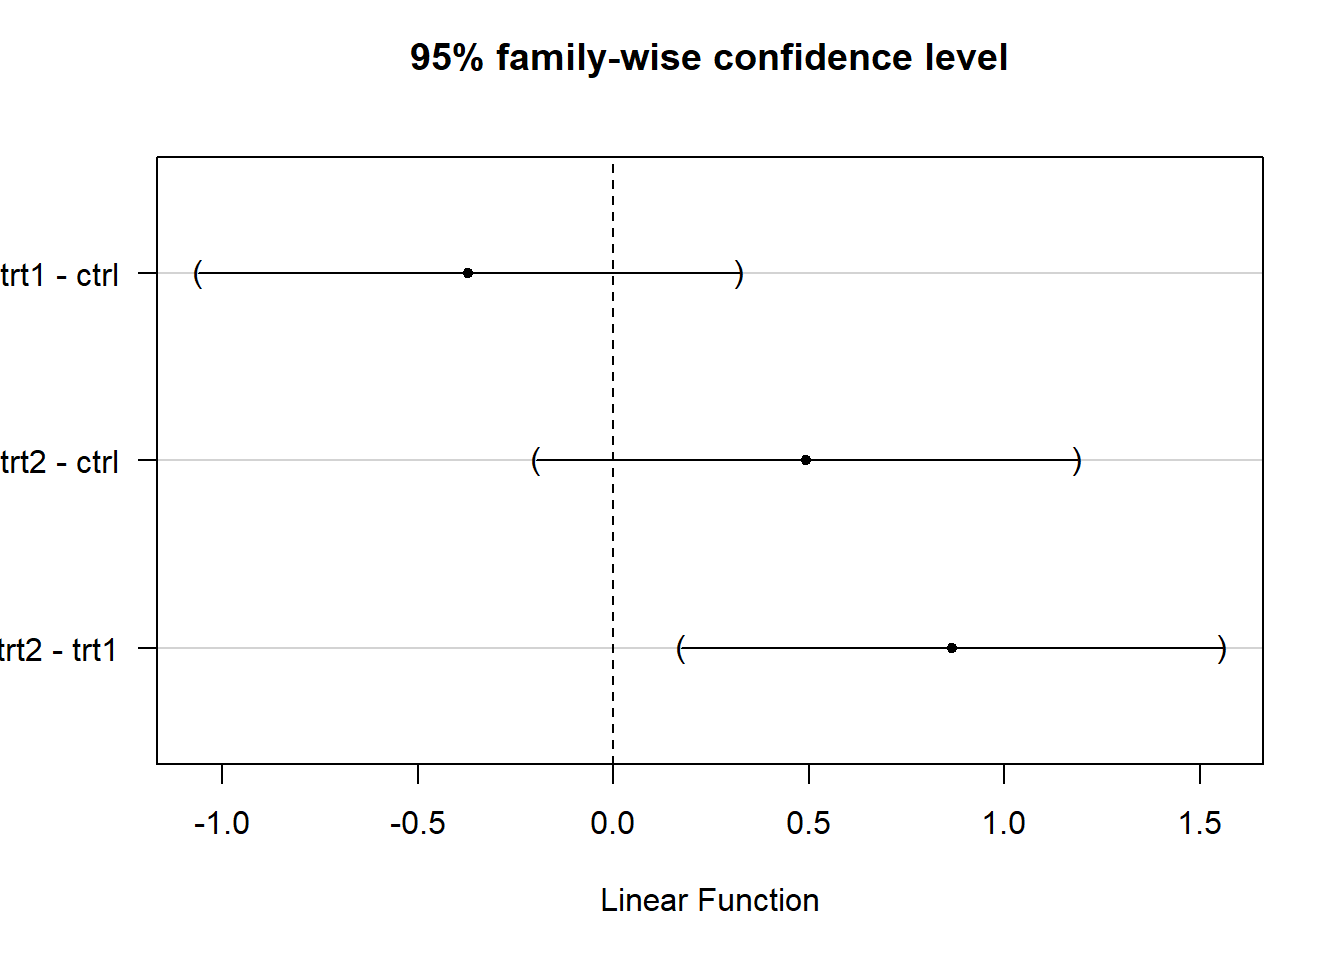 95% family-wise confidence level
trt1 - ctrl
trt2 - ctrl
trt2 - trt1
-1.0 -0.5 0.0 0.5 1.0 1.5
Linear Function